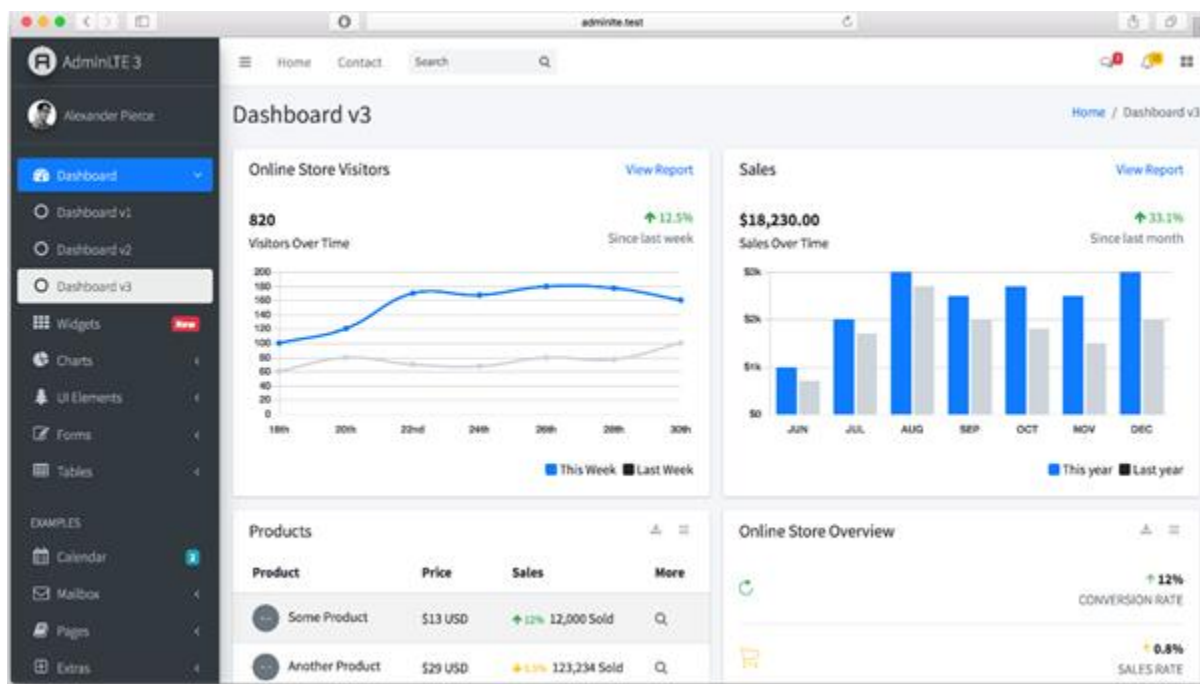 adminlte.test
AdminLTE 3
Home Contact Search
Alexander Pierce
Dashboard v3
Home / Dashboard v3
Dashboard
Dashboard v1
Dashboard v2
Dashboard v3
Widgets New
Charts
UI Elements
Forms
Tables
EXAMPLES
Calendar
Mailbox
Pages
Extras
Online Store Visitors View Report
820 12.5%
Visitors Over Time Since last week
200
180
160
140
120
100
80
60
40
20
0
18th 20th 22nd 24th 26th 28th 30th
This Week Last Week
Sales View Report
$18,230.00 33.1%
Sales Over Time Since last month
$3k
$2k
$1k
$0
JUN JUL AUG SEP OCT NOV DEC
This year Last year
Products
Product Price Sales More
Some Product $13 USD 12% 12,000 Sold
Another Product $29 USD 123,234 Sold
Online Store Overview
12%
CONVERSION RATE
0.8%
SALES RATE